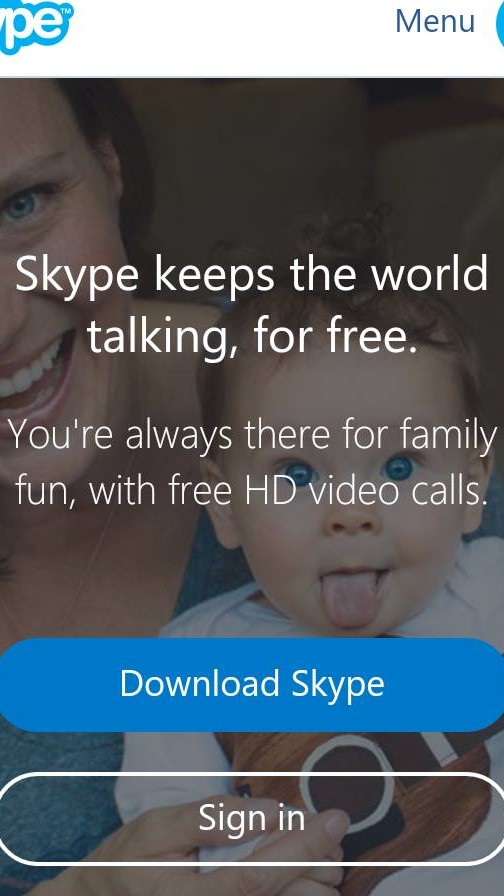 ype™
Menu
Skype keeps the world
talking, for free.
You're always there for family
fun, with free HD video calls.
Download Skype
Sign in